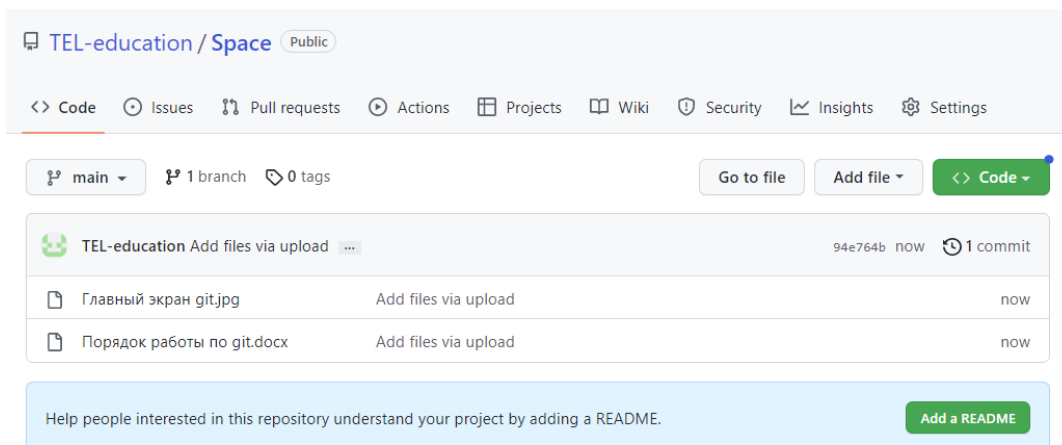 TEL-education / Space Public
<> Code Issues Pull requests Actions Projects Wiki Security Insights Settings
main 1 branch 0 tags Go to file Add file <> Code
TEL-education Add files via upload ... 94e764b now 1 commit
Главный экран git.jpg Add files via upload now
Порядок работы по git.docx Add files via upload now
Help people interested in this repository understand your project by adding a README. Add a README